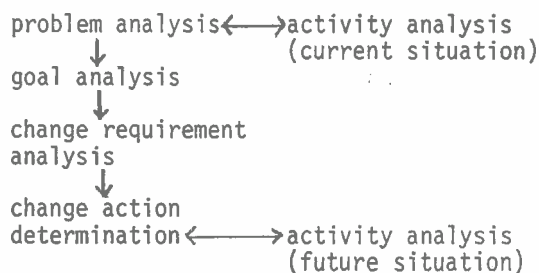 problem analysis activity analysis
(current situation)
goal analysis
change requirement
analysis
change action
determination activity analysis
(future situation)